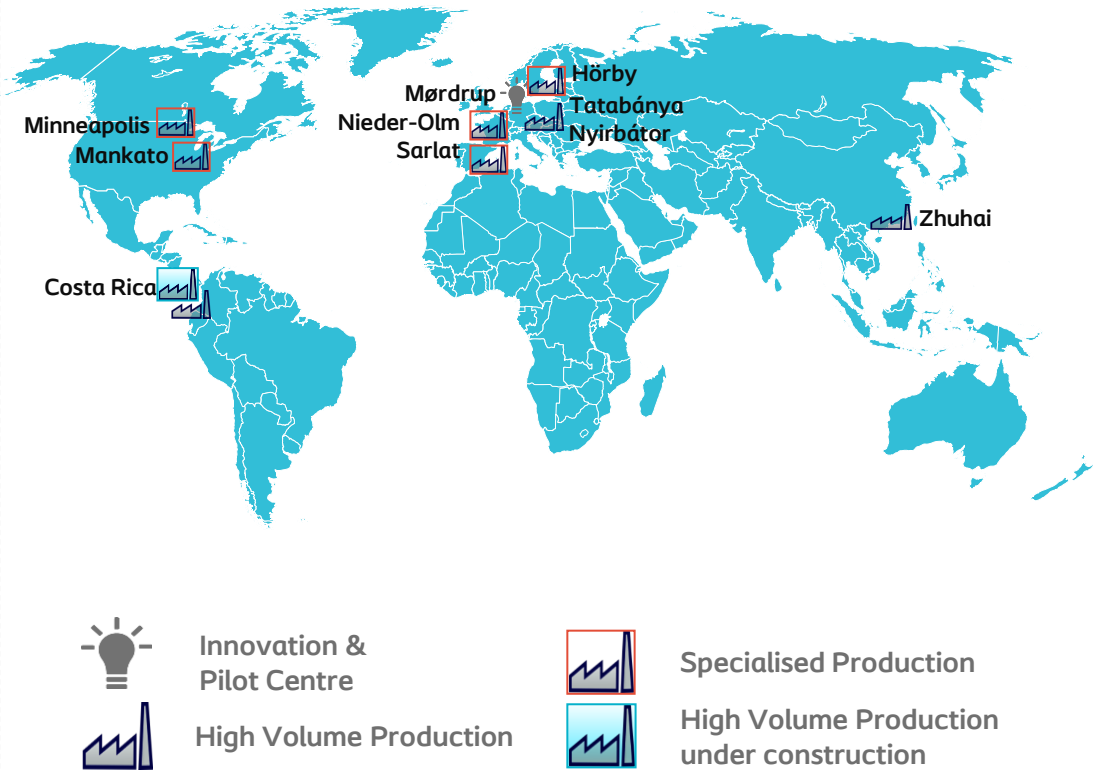 Hörby
Mørdrup
Tatabánya
Nieder-Olm
Nyirbátor
Minneapolis
Sarlat
Mankato
Zhuhai
Costa Rica
Innovation &
Pilot Centre
Specialised Production
High Volume Production
High Volume Production
under construction